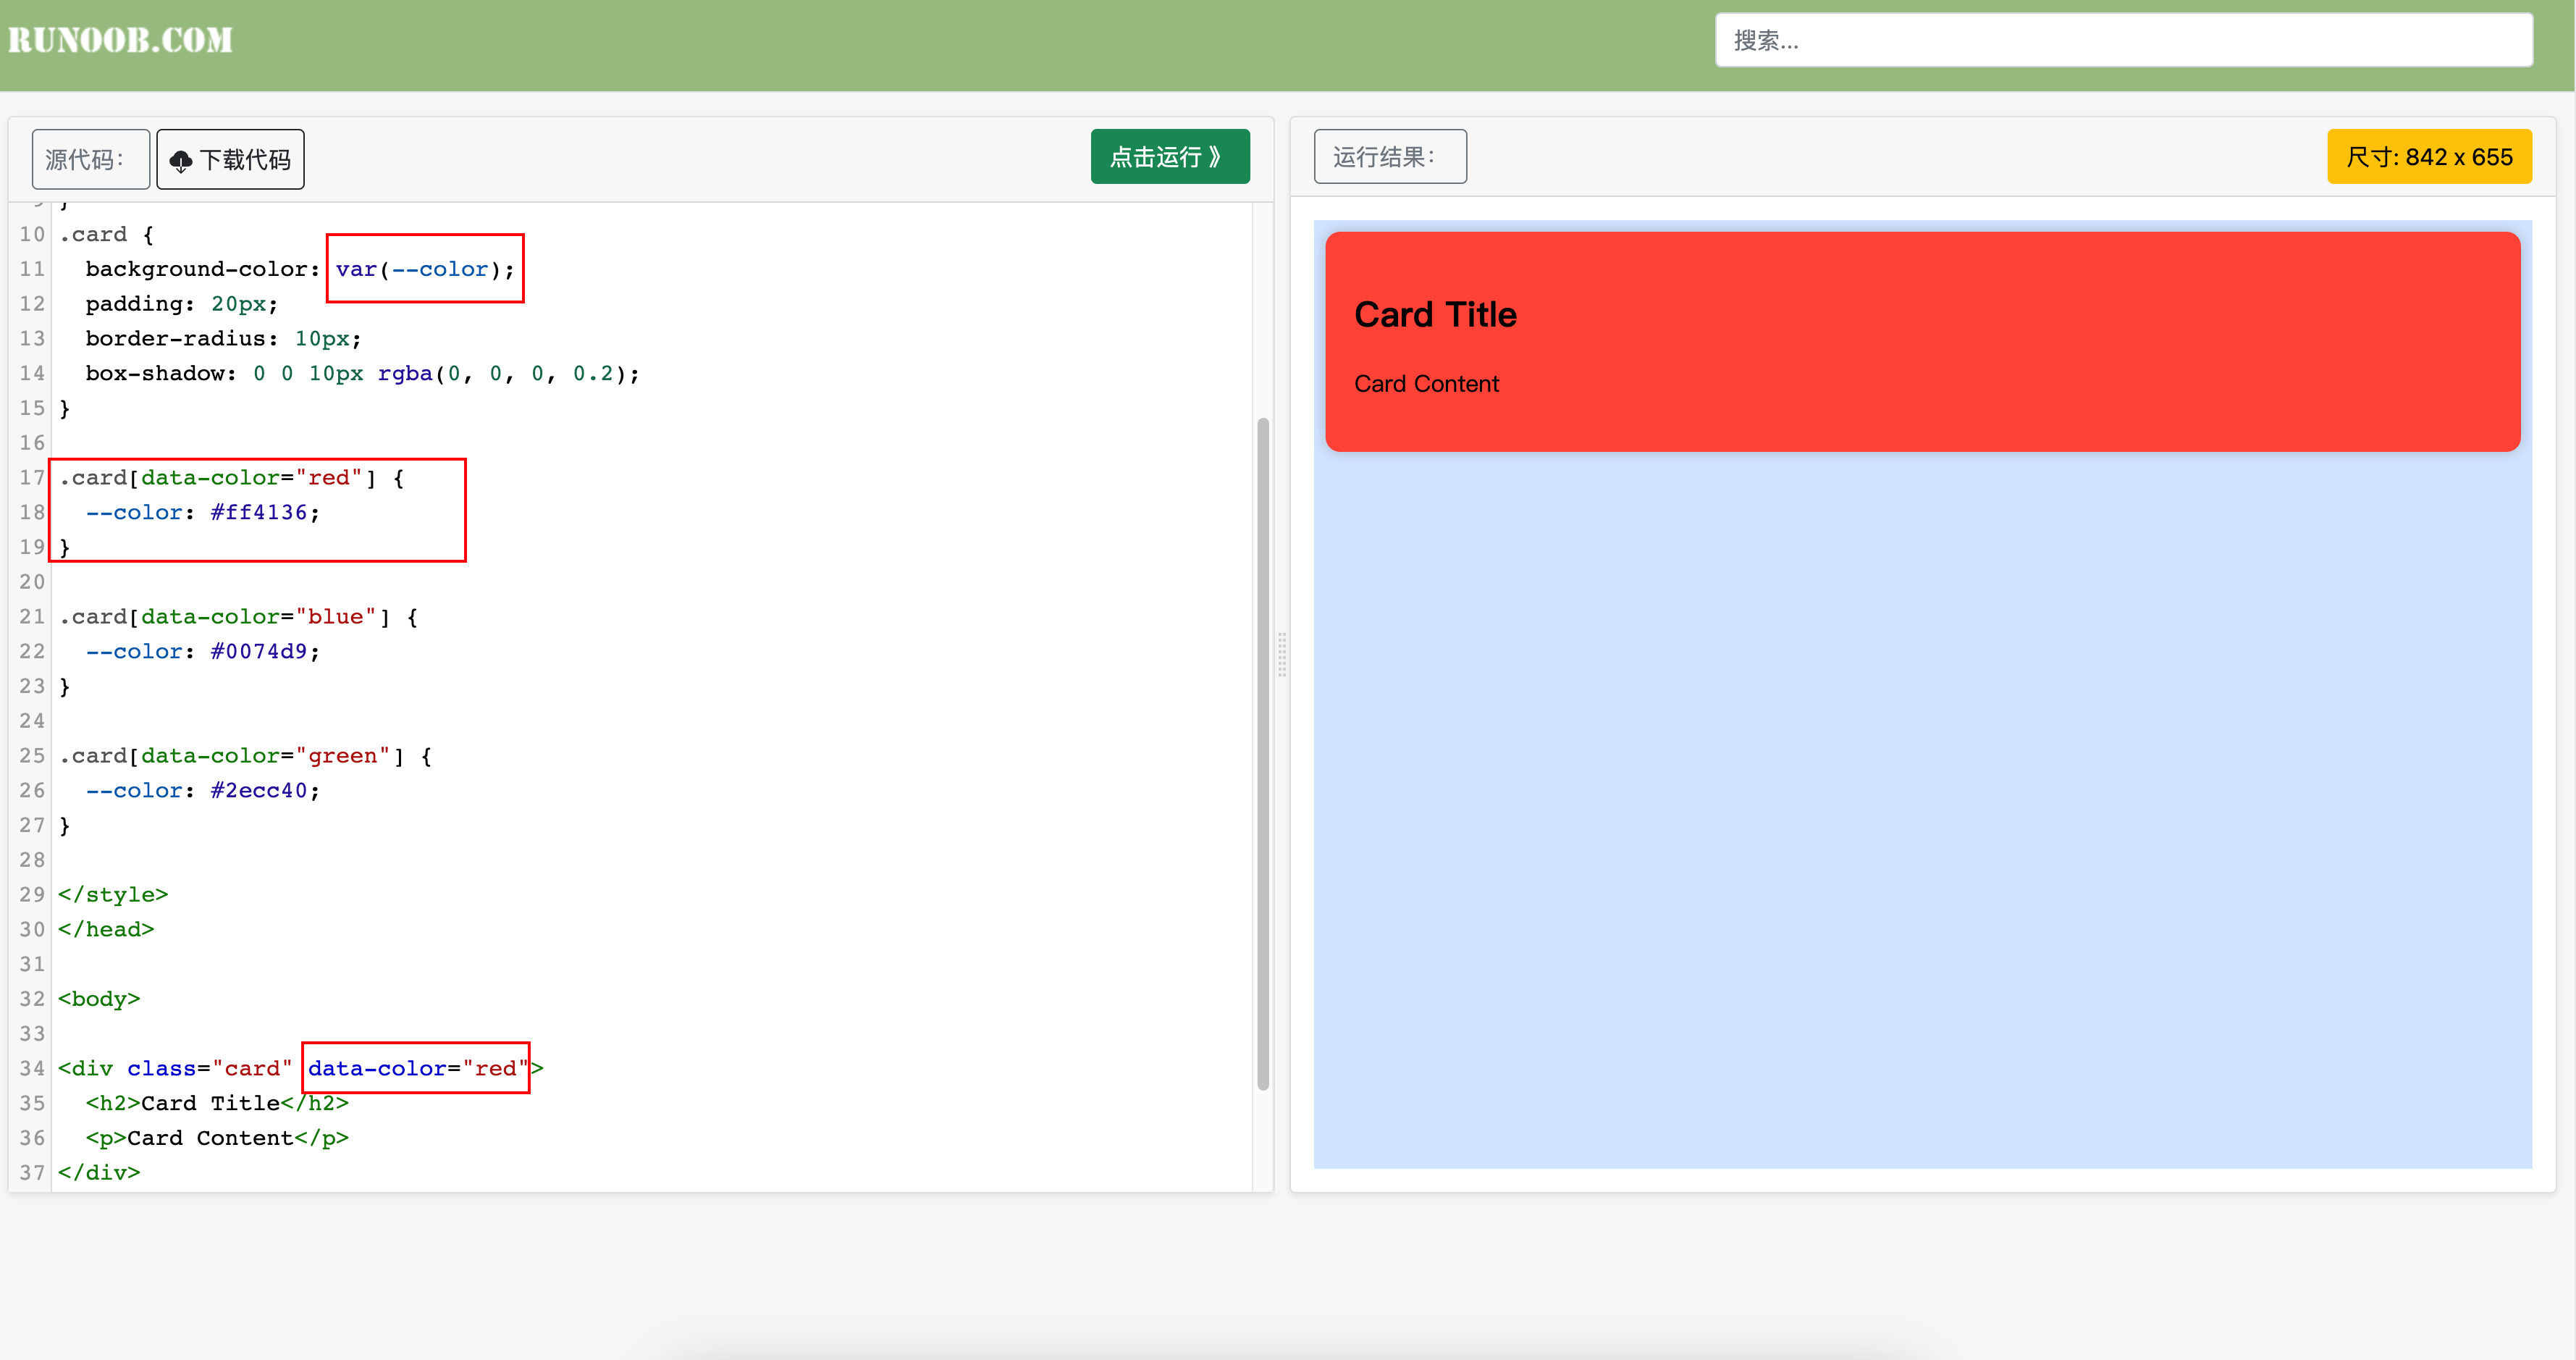 RUNOOB.COM
搜索...
源代码：
下载代码
点击运行 》
9 }
10 .card {
11   background-color: var(--color);
12   padding: 20px;
13   border-radius: 10px;
14   box-shadow: 0 0 10px rgba(0, 0, 0, 0.2);
15 }
16
17 .card[data-color="red"] {
18   --color: #ff4136;
19 }
20
21 .card[data-color="blue"] {
22   --color: #0074d9;
23 }
24
25 .card[data-color="green"] {
26   --color: #2ecc40;
27 }
28
29 </style>
30 </head>
31
32 <body>
33
34 <div class="card" data-color="red">
35   <h2>Card Title</h2>
36   <p>Card Content</p>
37 </div>
运行结果：
尺寸: 842 x 655
Card Title
Card Content